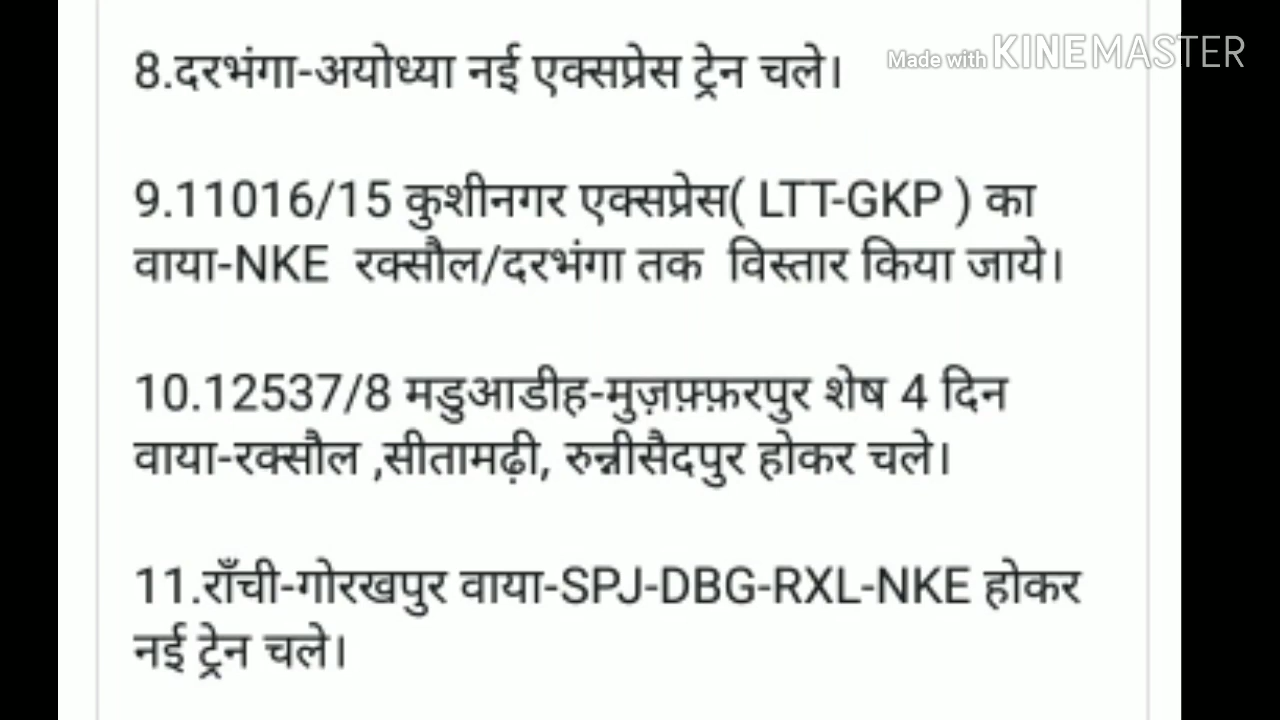 Made with KINEMASTER
8.दरभंगा-अयोध्या नई एक्सप्रेस ट्रेन चले।
9.11016/15 कुशीनगर एक्सप्रेस( LTT-GKP ) का
वाया-NKE रक्सौल/दरभंगा तक विस्तार किया जाये।
10.12537/8 मडुआडीह-मुज़फ़्फ़रपुर शेष 4 दिन
वाया-रक्सौल ,सीतामढ़ी, रुन्नीसैदपुर होकर चले।
11.राँची-गोरखपुर वाया-SPJ-DBG-RXL-NKE होकर
नई ट्रेन चले।